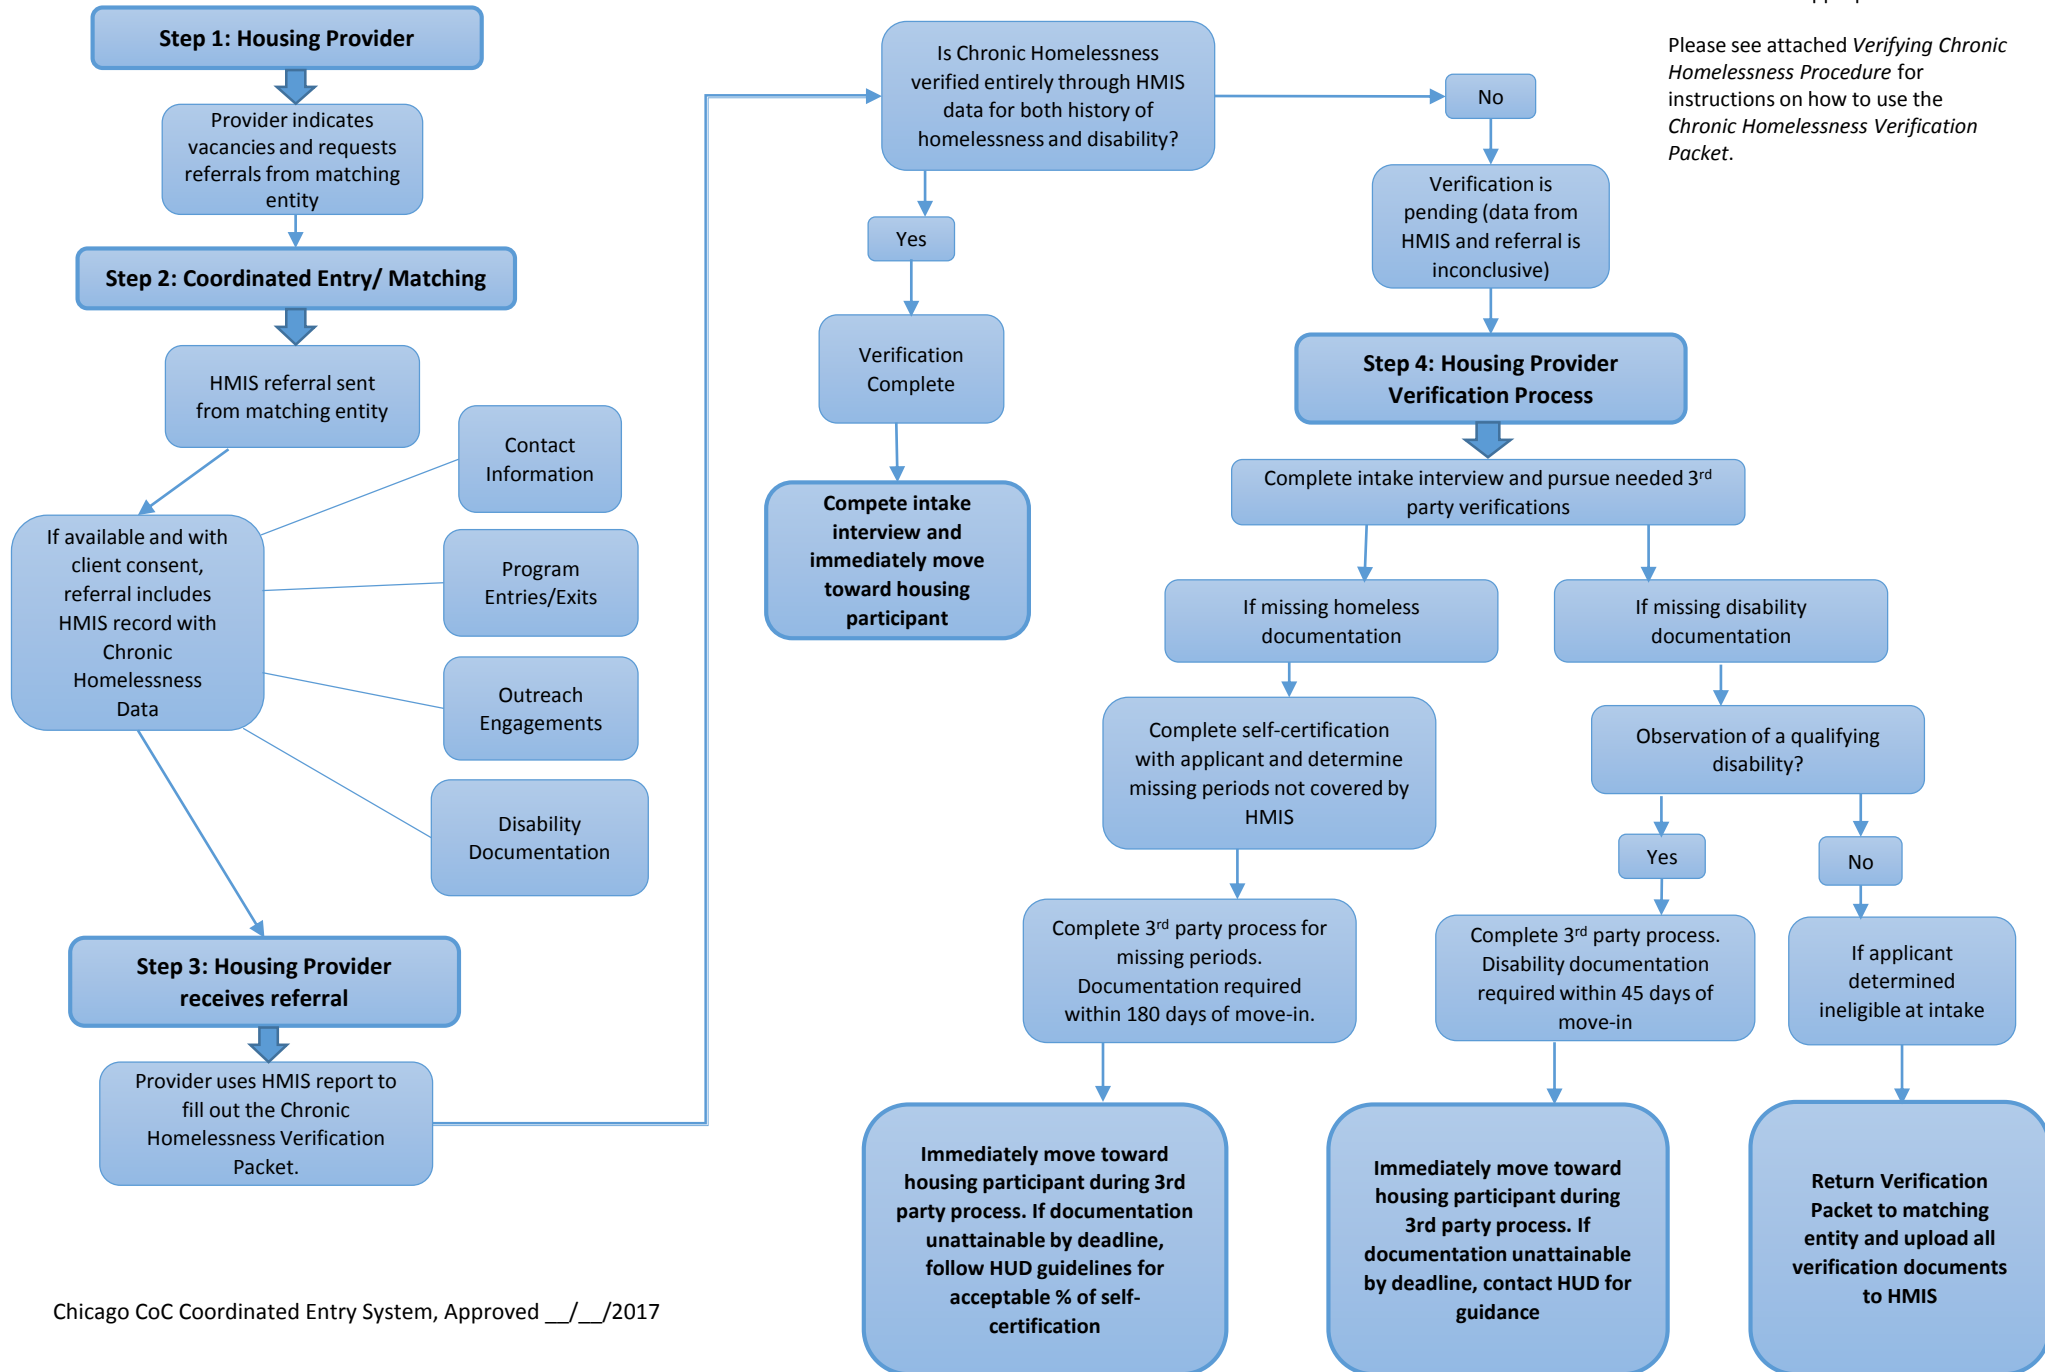 Step 1: Housing Provider
Provider indicates
vacancies and requests
referrals from matching
entity
Step 2: Coordinated Entry/ Matching
HMIS referral sent
from matching entity
If available and with
client consent,
referral includes
HMIS record with
Chronic
Homelessness
Data
Contact
Information
Program
Entries/Exits
Outreach
Engagements
Disability
Documentation
Step 3: Housing Provider
receives referral
Provider uses HMIS report to
fill out the Chronic
Homelessness Verification
Packet.
Is Chronic Homelessness
verified entirely through HMIS
data for both history of
homelessness and disability?
Yes
Verification
Complete
Compete intake
interview and
immediately move
toward housing
participant
No
Verification is
pending (data from
HMIS and referral is
inconclusive)
Please see attached Verifying Chronic
Homelessness Procedure for
instructions on how to use the
Chronic Homelessness Verification
Packet.
Step 4: Housing Provider
Verification Process
Complete intake interview and pursue needed 3rd
party verifications
If missing homeless
documentation
Complete self-certification
with applicant and determine
missing periods not covered by
HMIS
Complete 3rd party process for
missing periods.
Documentation required
within 180 days of move-in.
Immediately move toward
housing participant during 3rd
party process. If documentation
unattainable by deadline,
follow HUD guidelines for
acceptable % of self-
certification
If missing disability
documentation
Observation of a qualifying
disability?
Yes
Complete 3rd party process.
Disability documentation
required within 45 days of
move-in
Immediately move toward
housing participant during
3rd party process. If
documentation unattainable
by deadline, contact HUD for
guidance
No
If applicant
determined
ineligible at intake
Return Verification
Packet to matching
entity and upload all
verification documents
to HMIS
Chicago CoC Coordinated Entry System, Approved __/__/2017